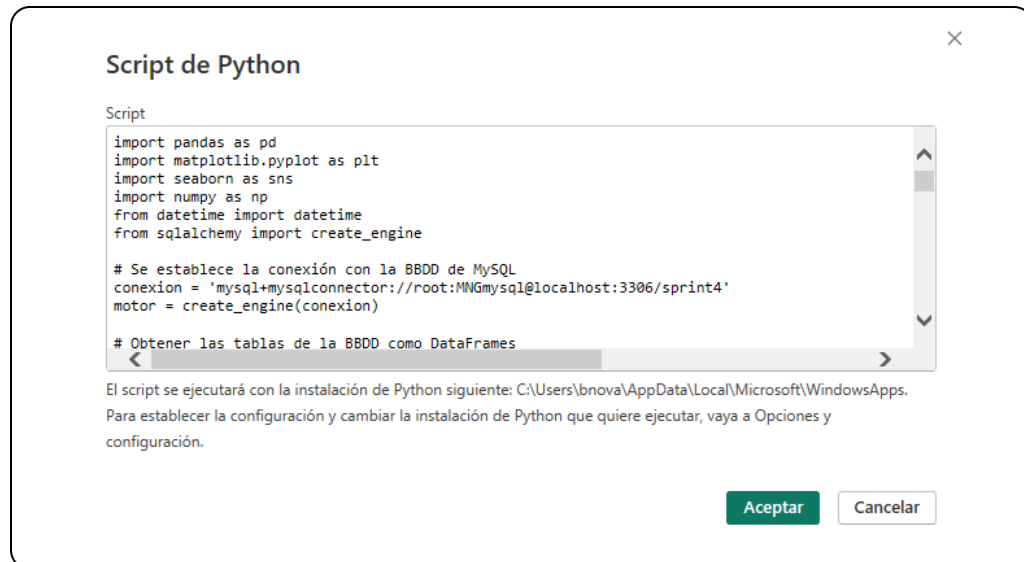 Script de Python
Script
import pandas as pd
import matplotlib.pyplot as plt
import seaborn as sns
import numpy as np
from datetime import datetime
from sqlalchemy import create_engine
# Se establece la conexión con la BBDD de MySQL
conexion = 'mysql+mysqlconnector://root:MNGmysql@localhost:3306/sprint4'
motor = create_engine(conexion)
# Obtener las tablas de la BBDD como DataFrames
El script se ejecutará con la instalación de Python siguiente: C:\Users\bnova\AppData\Local\Microsoft\WindowsApps.
Para establecer la configuración y cambiar la instalación de Python que quiere ejecutar, vaya a Opciones y
configuración.
Aceptar Cancelar